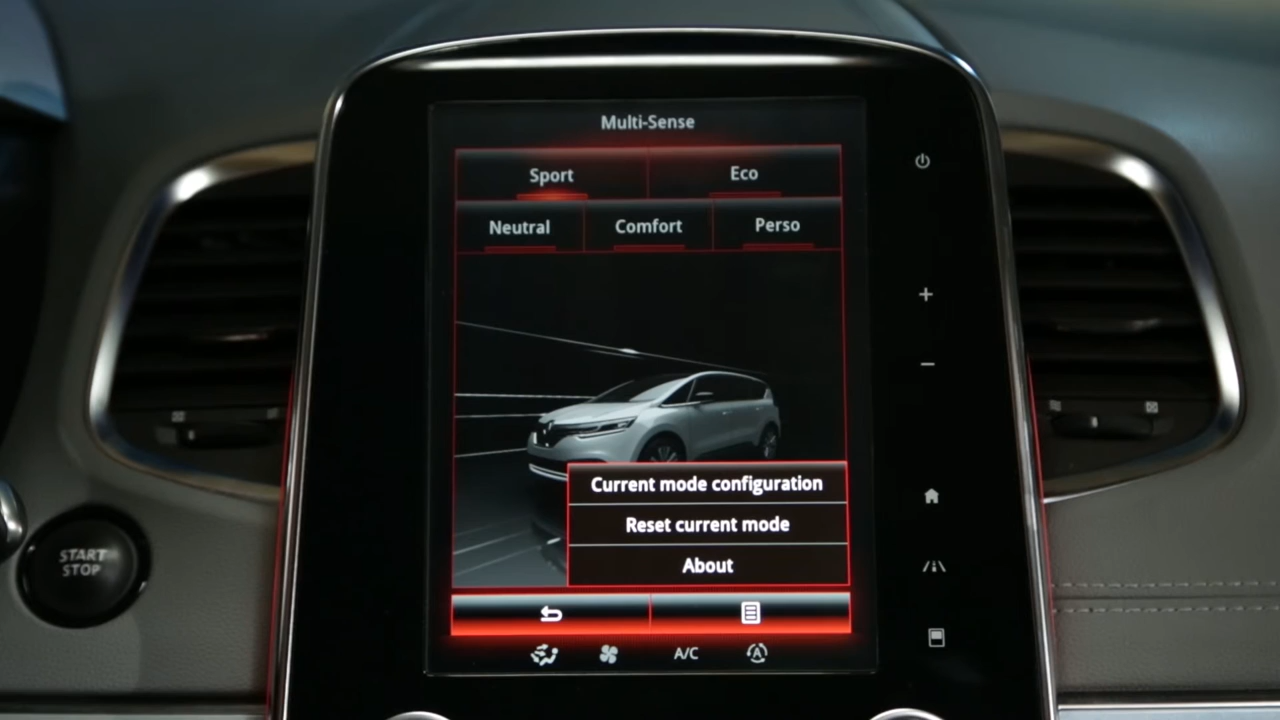 Multi-Sense
Sport
Eco
Neutral
Comfort
Perso
Current mode configuration
Reset current mode
About
A/C
A
START
STOP